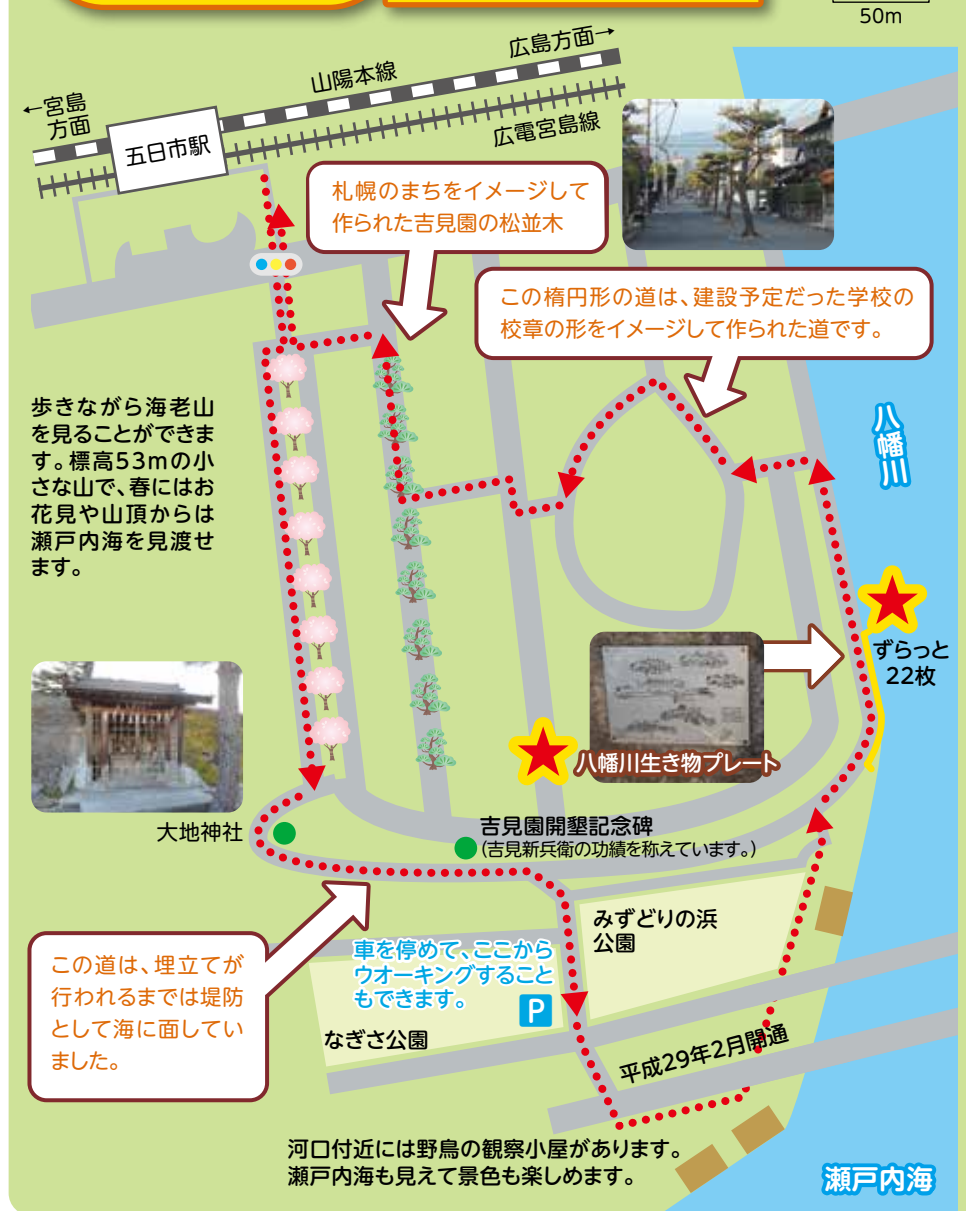 50m
広島方面→
山陽本線
←宮島
方面
五日市駅
広電宮島線
札幌のまちをイメージして
作られた吉見園の松並木
この楕円形の道は、建設予定だった学校の
校章の形をイメージして作られた道です。
歩きながら海老山
を見ることができま
す。標高53mの小
さな山で、春にはお
花見や山頂からは
瀬戸内海を見渡せ
ます。
八幡川
ずらっと
22枚
八幡川生き物プレート
大地神社
吉見園開墾記念碑
(吉見新兵衛の功績を称えています。)
みずどりの浜
公園
この道は、埋立てが
行われるまでは堤防
として海に面してい
ました。
車を停めて、ここから
ウオーキングすること
もできます。
P
なぎさ公園
平成29年2月開通
河口付近には野鳥の観察小屋があります。
瀬戸内海も見えて景色も楽しめます。
瀬戸内海